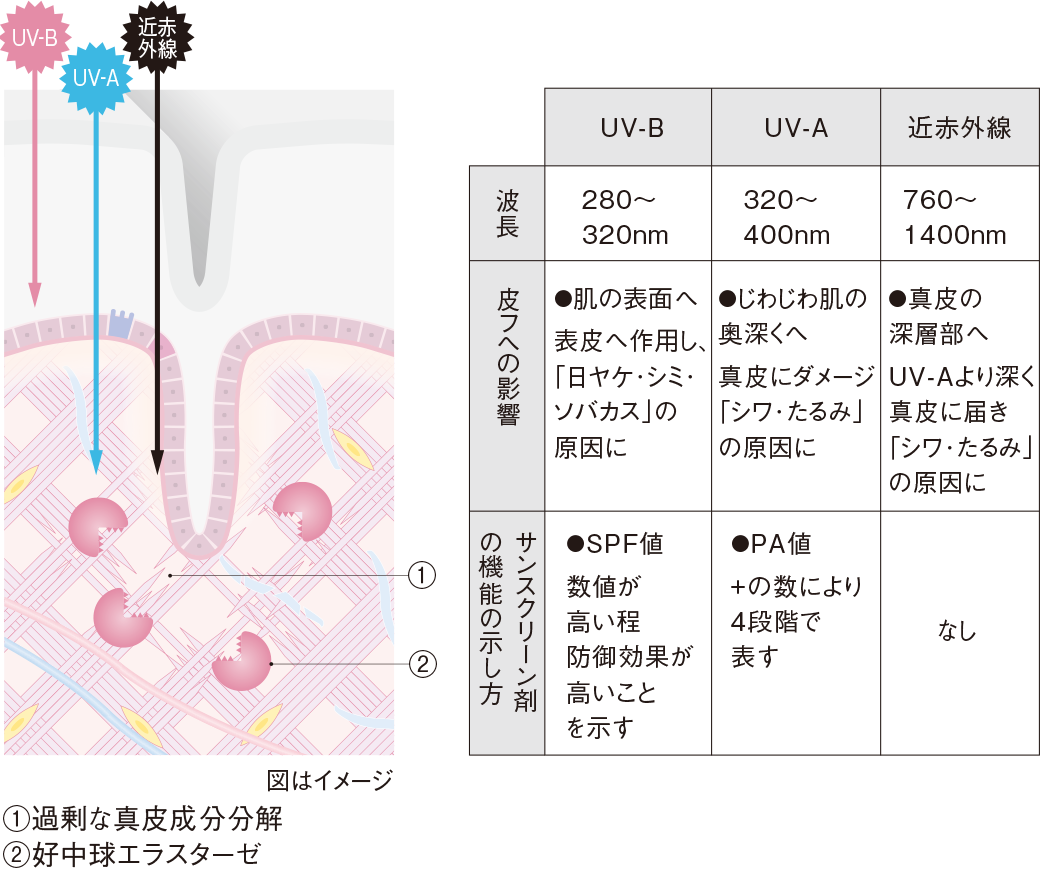 UV-B
UV-A
近赤
外線
①
②
図はイメージ
①過剰な真皮成分分解
②好中球エラスターゼ
UV-B
UV-A
近赤外線
波長
280〜
320nm
320〜
400nm
760〜
1400nm
皮フへの影響
●肌の表面へ
表皮へ作用し、
「日ヤケ・シミ・
ソバカス」の
原因に
●じわじわ肌の
奥深くへ
真皮にダメージ
「シワ・たるみ」
の原因に
●真皮の
深層部へ
UV-Aより深く
真皮に届き
「シワ・たるみ」
の原因に
サンスクリーン剤
の機能の示し方
●SPF値
数値が
高い程
防御効果が
高いこと
を示す
●PA値
+の数により
4段階で
表す
なし